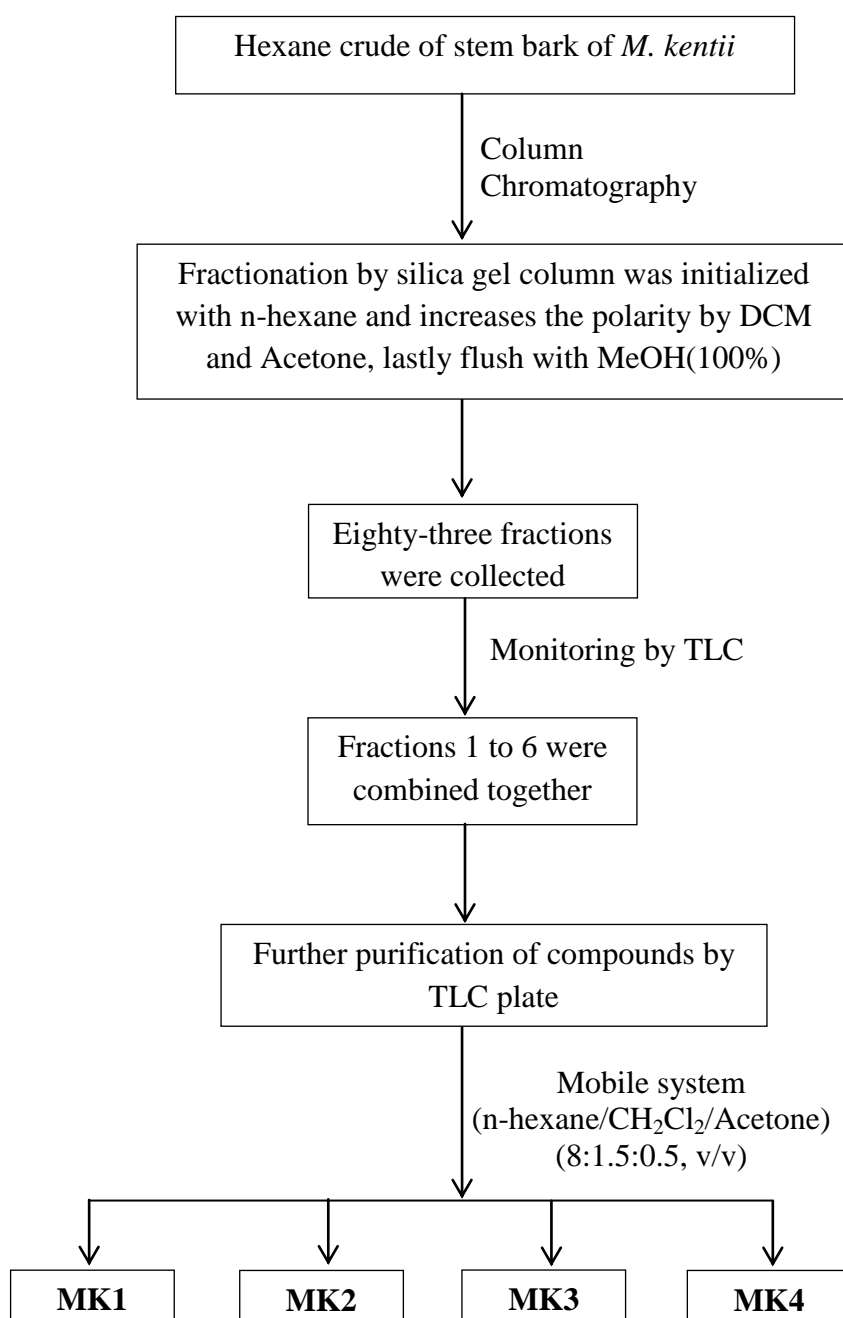 Hexane crude of stem bark of M. kentii
Column
Chromatography
Fractionation by silica gel column was initialized
with n-hexane and increases the polarity by DCM
and Acetone, lastly flush with MeOH(100%)
Eighty-three fractions
were collected
Monitoring by TLC
Fractions 1 to 6 were
combined together
Further purification of compounds by
TLC plate
Mobile system
(n-hexane/CH₂Cl₂/Acetone)
(8:1.5:0.5, v/v)
MK1
MK2
MK3
MK4